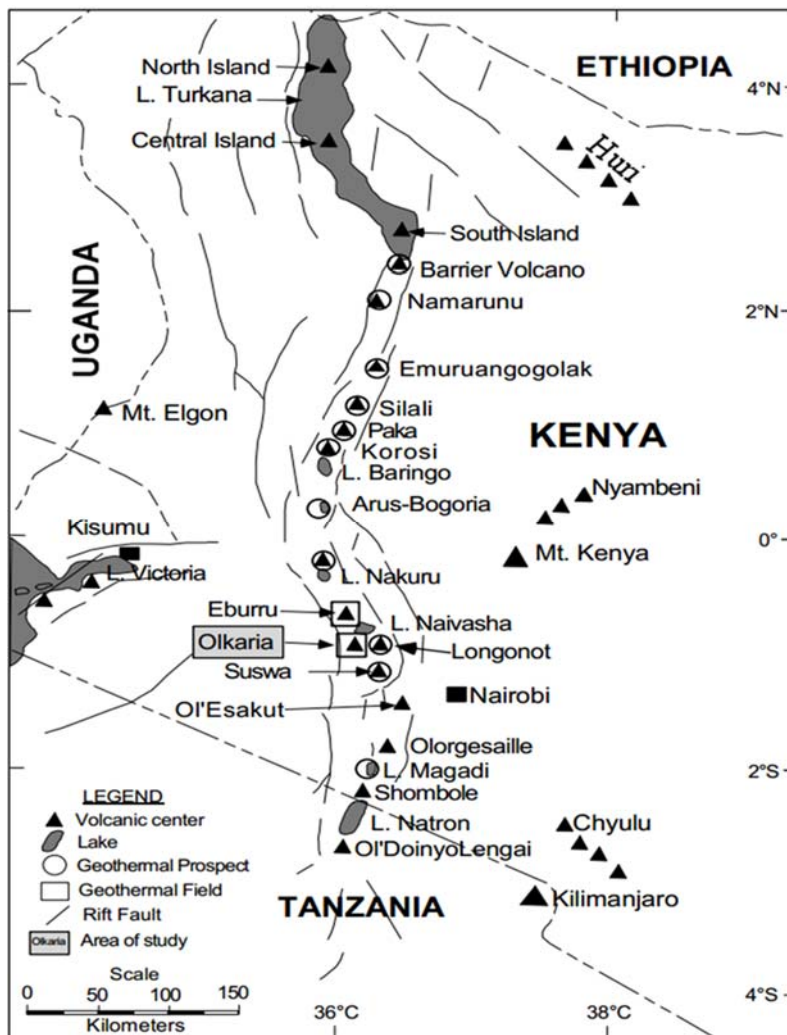 North Island
ETHIOPIA
L. Turkana
4°N
Central Island
Huri
South Island
Barrier Volcano
UGANDA
Namarunu
2°N
Emuruangogolak
Mt. Elgon
Silali
Paka
KENYA
Korosi
L. Baringo
Nyambeni
Arus-Bogoria
Kisumu
0°
Mt. Kenya
L. Victoria
L. Nakuru
Eburru
L. Naivasha
Olkaria
Longonot
Suswa
Nairobi
Ol'Esakut
Olorgesaille
2°S
L. Magadi
Shombole
L. Natron
Chyulu
Ol'DoinyoLengai
TANZANIA
Kilimanjaro
LEGEND
Volcanic center
Lake
Geothermal Prospect
Geothermal Field
Rift Fault
Olkaria Area of study
Scale
0 50 100 150
Kilometers
36°C
38°C
4°S